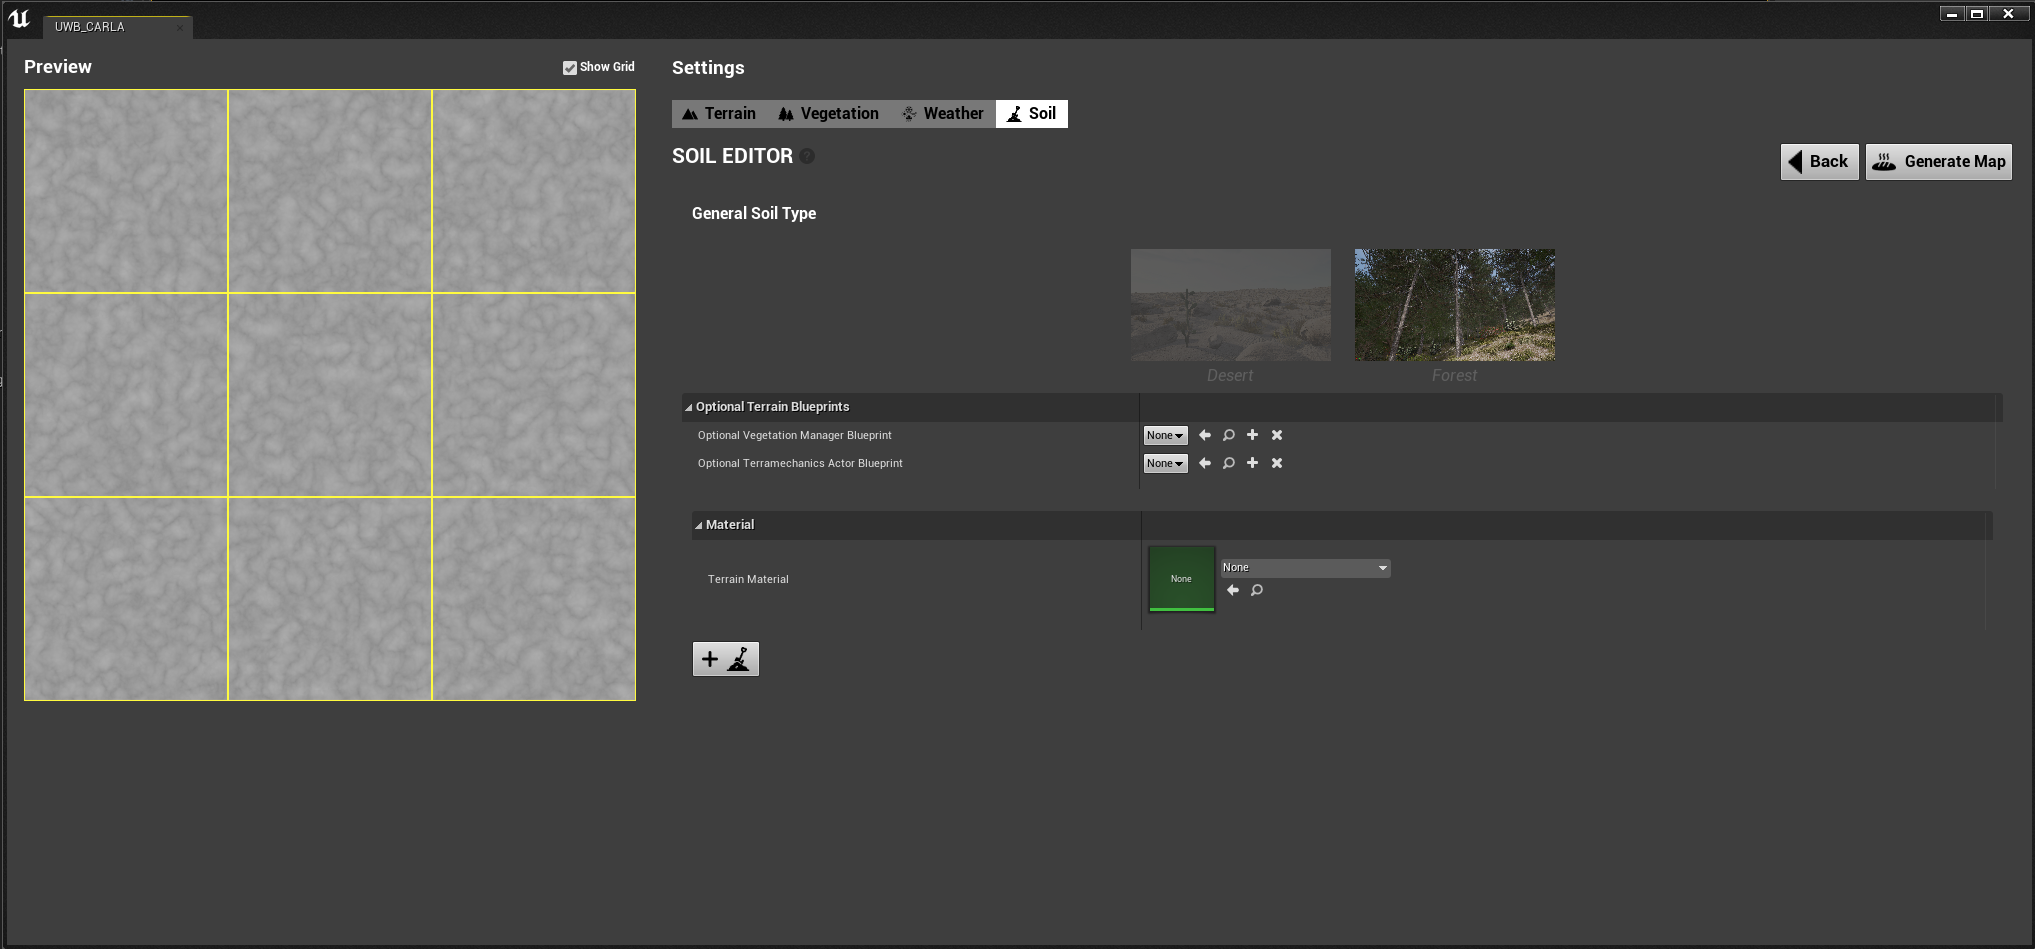 UWB_CARLA
Preview
Show Grid
Settings
Terrain
Vegetation
Weather
Soil
SOIL EDITOR ?
Back
Generate Map
General Soil Type
Desert
Forest
Optional Terrain Blueprints
Optional Vegetation Manager Blueprint
None
Optional Terramechanics Actor Blueprint
None
Material
Terrain Material
None
None